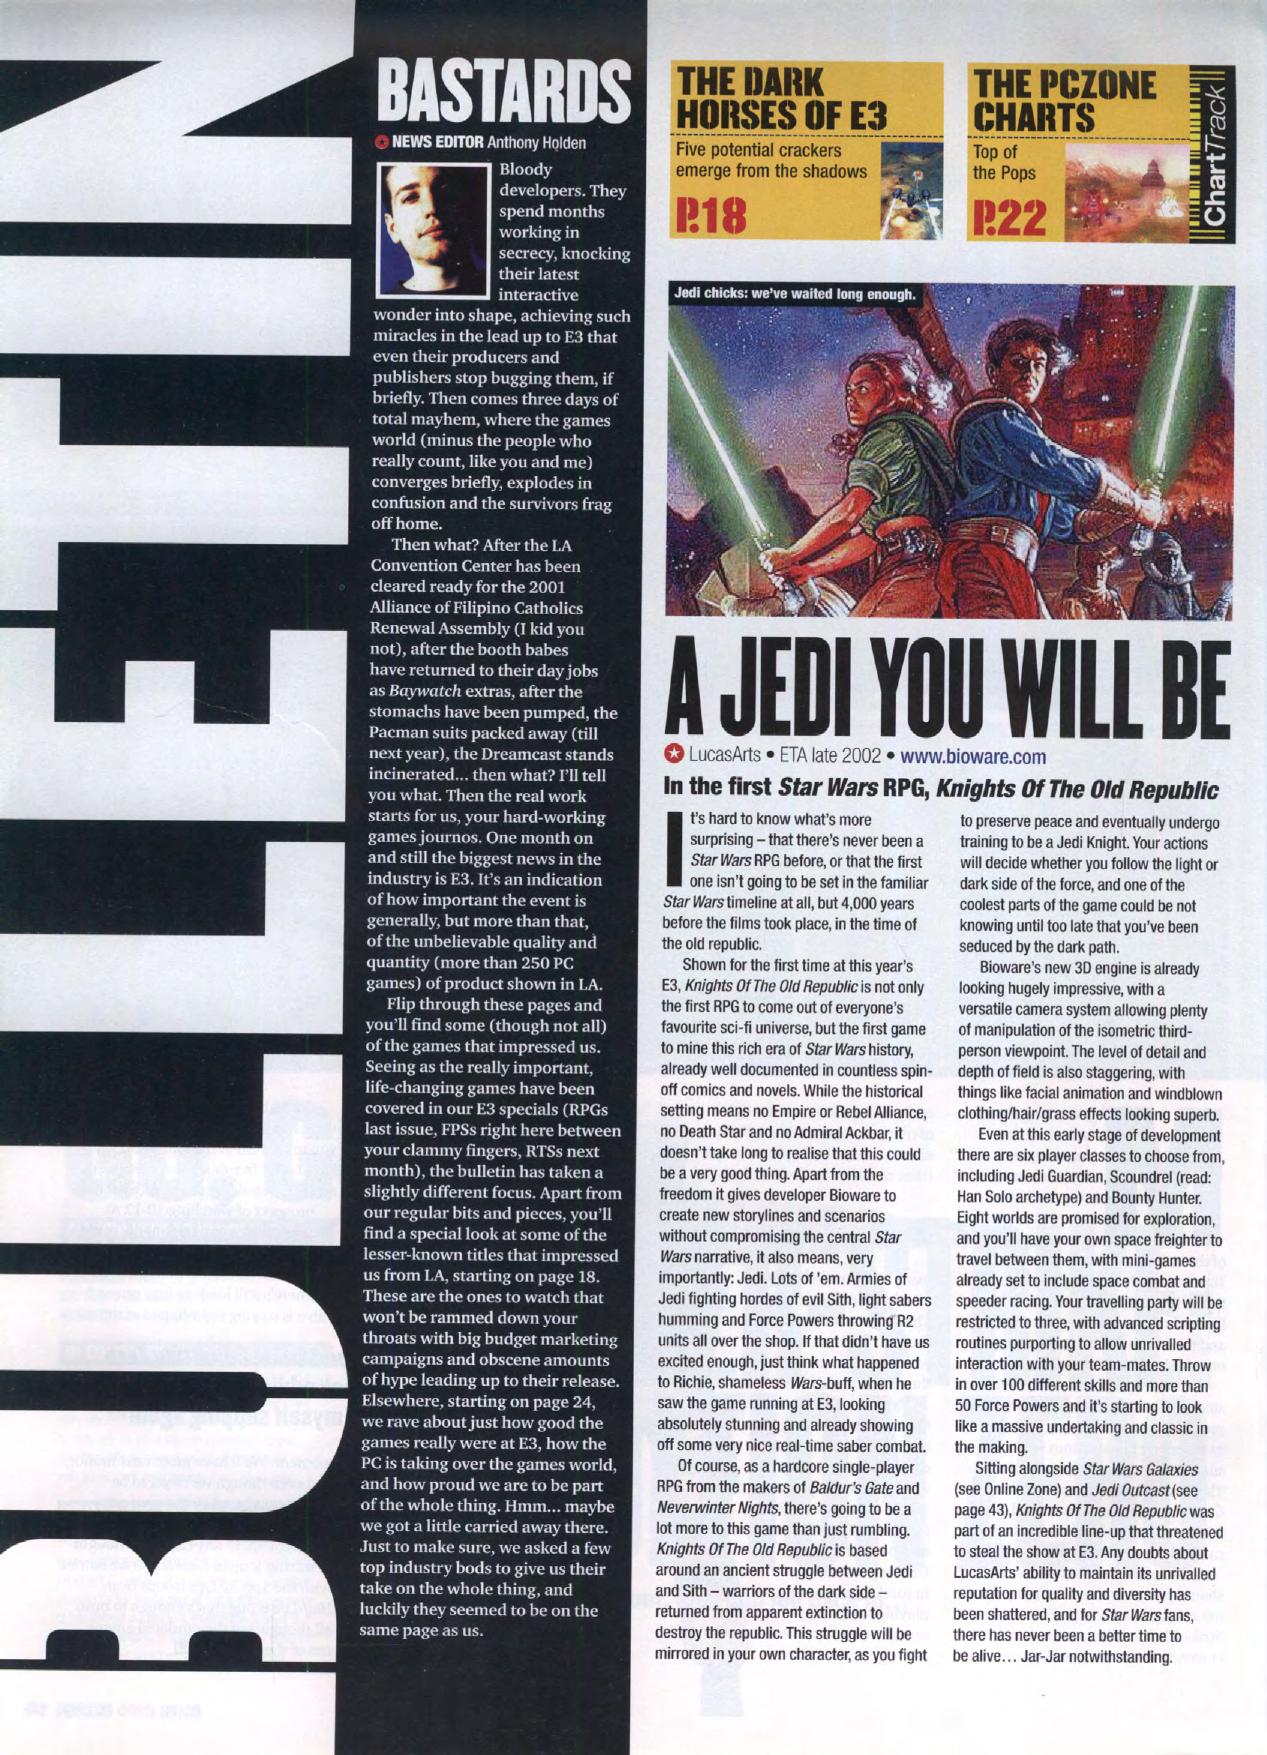 BULLETIN
BASTARDS
NEWS EDITOR Anthony Holden
Bloody
developers. They
spend months
working in
secrecy, knocking
their latest
interactive
wonder into shape, achieving such
miracles in the lead up to E3 that
even their producers and
publishers stop bugging them, if
briefly. Then comes three days of
total mayhem, where the games
world (minus the people who
really count, like you and me)
converges briefly, explodes in
confusion and the survivors frag
off home.
Then what? After the LA
Convention Center has been
cleared ready for the 2001
Alliance of Filipino Catholics
Renewal Assembly (I kid you
not), after the booth babes
have returned to their day jobs
as Baywatch extras, after the
stomachs have been pumped, the
Pacman suits packed away (till
next year), the Dreamcast stands
incinerated... then what? I'll tell
you what. Then the real work
starts for us, your hard-working
games journos. One month on
and still the biggest news in the
industry is E3. It's an indication
of how important the event is
generally, but more than that,
of the unbelievable quality and
quantity (more than 250 PC
games) of product shown in LA.
Flip through these pages and
you'll find some (though not all)
of the games that impressed us.
Seeing as the really important,
life-changing games have been
covered in our E3 specials (RPGs
last issue, FPSs right here between
your clammy fingers, RTSs next
month), the bulletin has taken a
slightly different focus. Apart from
our regular bits and pieces, you'll
find a special look at some of the
lesser-known titles that impressed
us from LA, starting on page 18.
These are the ones to watch that
won't be rammed down your
throats with big budget marketing
campaigns and obscene amounts
of hype leading up to their release.
Elsewhere, starting on page 24,
we rave about just how good the
games really were at E3, how the
PC is taking over the games world,
and how proud we are to be part
of the whole thing. Hmm... maybe
we got a little carried away there.
Just to make sure, we asked a few
top industry bods to give us their
take on the whole thing, and
luckily they seemed to be on the
same page as us.
THE DARK
HORSES OF E3
Five potential crackers
emerge from the shadows
P.18
THE PCZONE
CHARTS
Top of
the Pops
P.22
ChartTrack
Jedi chicks: we've waited long enough.
A JEDI YOU WILL BE
LucasArts • ETA late 2002 • www.bioware.com
In the first Star Wars RPG, Knights Of The Old Republic
It's hard to know what's more
surprising – that there's never been a
Star Wars RPG before, or that the first
one isn't going to be set in the familiar
Star Wars timeline at all, but 4,000 years
before the films took place, in the time of
the old republic.
Shown for the first time at this year's
E3, Knights Of The Old Republic is not only
the first RPG to come out of everyone's
favourite sci-fi universe, but the first game
to mine this rich era of Star Wars history,
already well documented in countless spin-
off comics and novels. While the historical
setting means no Empire or Rebel Alliance,
no Death Star and no Admiral Ackbar, it
doesn't take long to realise that this could
be a very good thing. Apart from the
freedom it gives developer Bioware to
create new storylines and scenarios
without compromising the central Star
Wars narrative, it also means, very
importantly: Jedi. Lots of 'em. Armies of
Jedi fighting hordes of evil Sith, light sabers
humming and Force Powers throwing R2
units all over the shop. If that didn't have us
excited enough, just think what happened
to Richie, shameless Wars-buff, when he
saw the game running at E3, looking
absolutely stunning and already showing
off some very nice real-time saber combat.
Of course, as a hardcore single-player
RPG from the makers of Baldur's Gate and
Neverwinter Nights, there's going to be a
lot more to this game than just rumbling.
Knights Of The Old Republic is based
around an ancient struggle between Jedi
and Sith – warriors of the dark side –
returned from apparent extinction to
destroy the republic. This struggle will be
mirrored in your own character, as you fight
to preserve peace and eventually undergo
training to be a Jedi Knight. Your actions
will decide whether you follow the light or
dark side of the force, and one of the
coolest parts of the game could be not
knowing until too late that you've been
seduced by the dark path.
Bioware's new 3D engine is already
looking hugely impressive, with a
versatile camera system allowing plenty
of manipulation of the isometric third-
person viewpoint. The level of detail and
depth of field is also staggering, with
things like facial animation and windblown
clothing/hair/grass effects looking superb.
Even at this early stage of development
there are six player classes to choose from,
including Jedi Guardian, Scoundrel (read:
Han Solo archetype) and Bounty Hunter.
Eight worlds are promised for exploration,
and you'll have your own space freighter to
travel between them, with mini-games
already set to include space combat and
speeder racing. Your travelling party will be
restricted to three, with advanced scripting
routines purporting to allow unrivalled
interaction with your team-mates. Throw
in over 100 different skills and more than
50 Force Powers and it's starting to look
like a massive undertaking and classic in
the making.
Sitting alongside Star Wars Galaxies
(see Online Zone) and Jedi Outcast (see
page 43), Knights Of The Old Republic was
part of an incredible line-up that threatened
to steal the show at E3. Any doubts about
LucasArts' ability to maintain its unrivalled
reputation for quality and diversity has
been shattered, and for Star Wars fans,
there has never been a better time to
be alive... Jar-Jar notwithstanding.